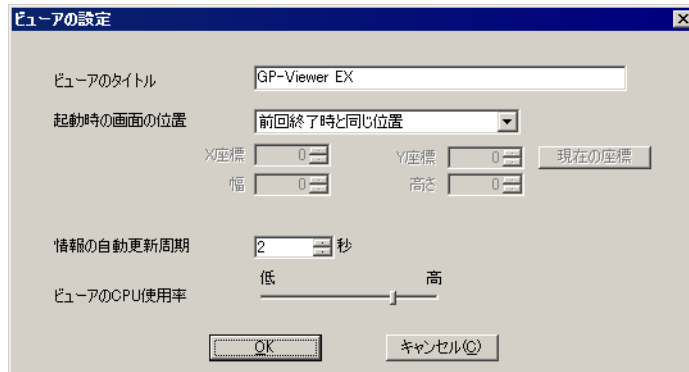 ビューアの設定
ビューアのタイトル GP-Viewer EX
起動時の画面の位置 前回終了時と同じ位置
X座標 0 Y座標 0 現在の座標
幅 0 高さ 0
情報の自動更新周期 2 秒
低 高
ビューアのCPU使用率
OK キャンセル(C)